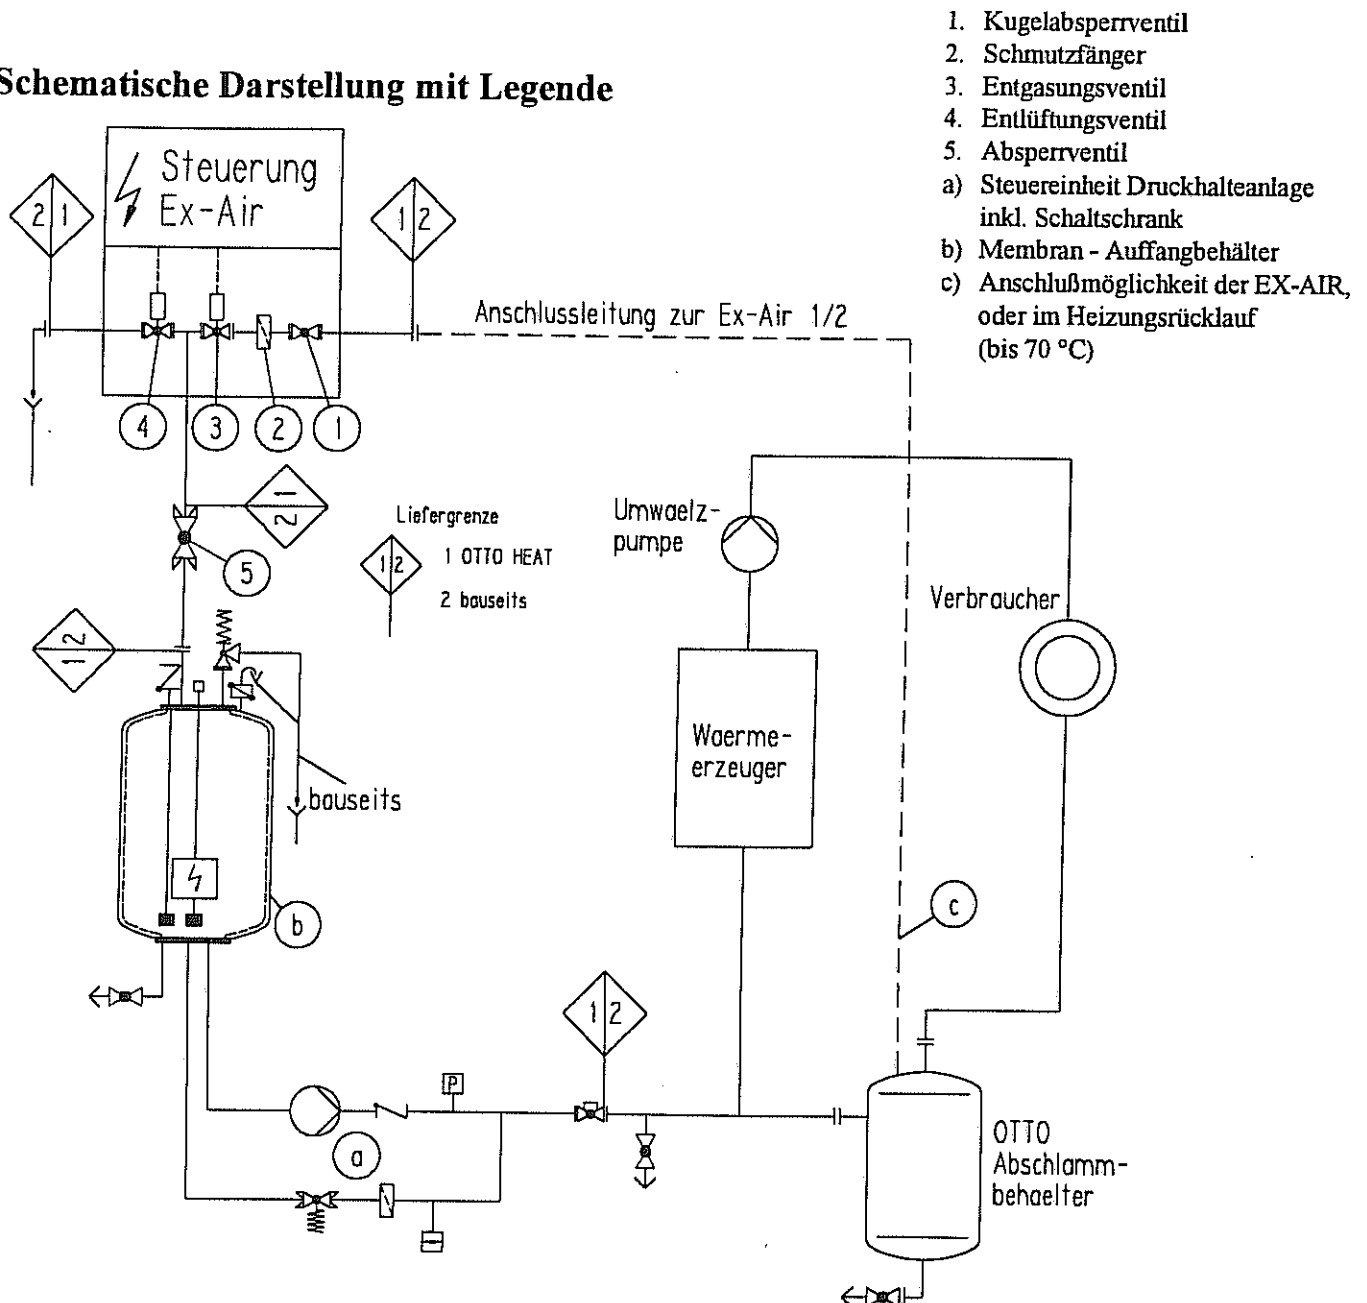 Schematische Darstellung mit Legende
1. Kugelabsperrventil
2. Schmutzfänger
3. Entgasungsventil
4. Entlüftungsventil
5. Absperrventil
a) Steuereinheit Druckhalteanlage
inkl. Schaltschrank
b) Membran - Auffangbehälter
c) Anschlußmöglichkeit der EX-AIR,
oder im Heizungsrücklauf
(bis 70 °C)
Steuerung
Ex-Air
2 1
1 2
Anschlussleitung zur Ex-Air 1/2
4
3
2
1
2 1
5
Liefergrenze
1 2
1 OTTO HEAT
2 bauseits
1 2
Umwaelz-
pumpe
Verbraucher
Waerme-
erzeuger
bauseits
b
c
1 2
P
a
OTTO
Abschlamm-
behaelter